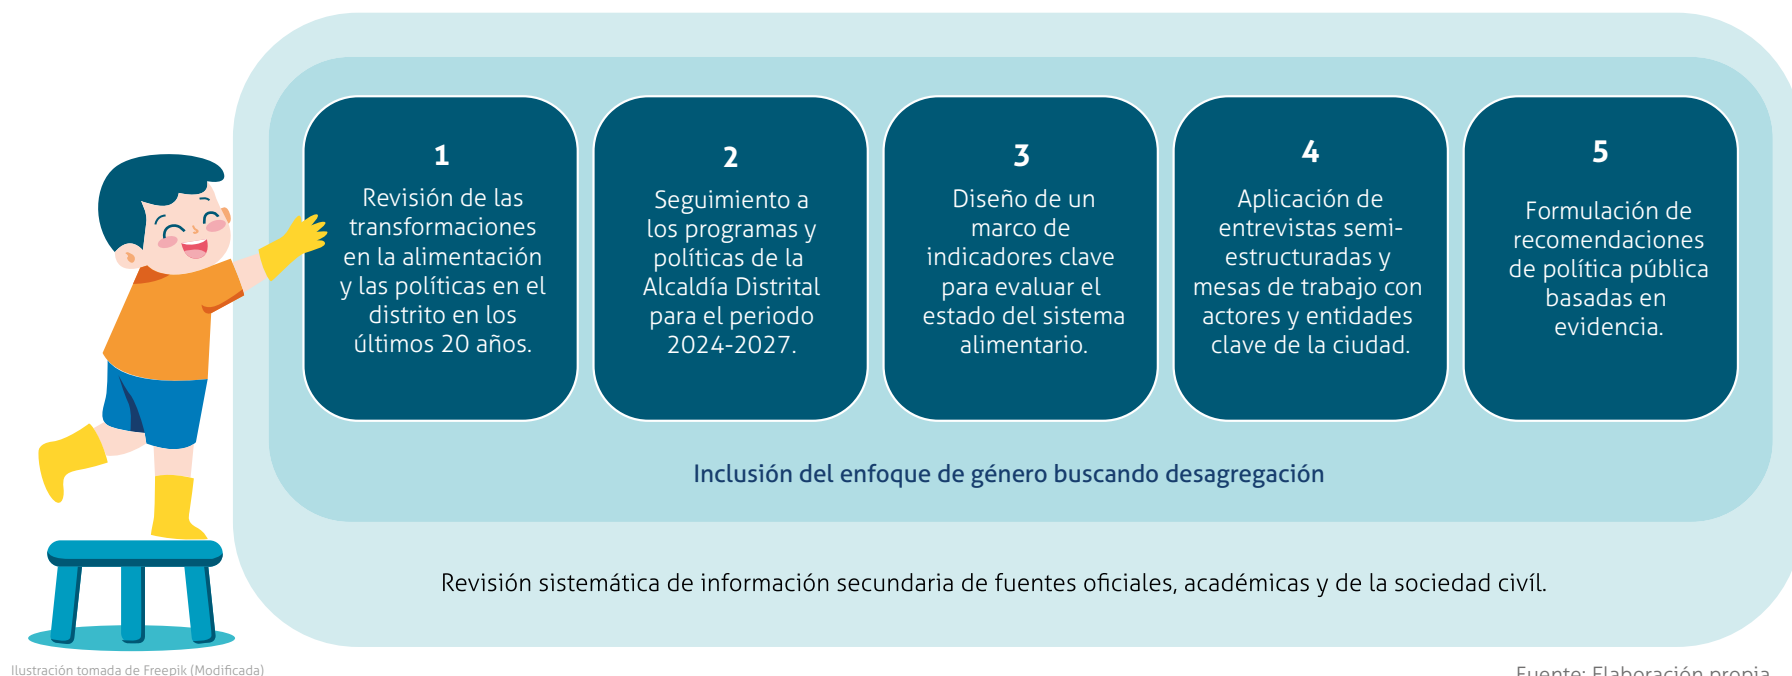 1
Revisión de las
transformaciones
en la alimentación
y las políticas en el
distrito en los
últimos 20 años.
2
Seguimiento a
los programas y
políticas de la
Alcaldía Distrital
para el periodo
2024-2027.
3
Diseño de un
marco de
indicadores clave
para evaluar el
estado del sistema
alimentario.
4
Aplicación de
entrevistas semi-
estructuradas y
mesas de trabajo con
actores y entidades
clave de la ciudad.
5
Formulación de
recomendaciones
de política pública
basadas en
evidencia.
Inclusión del enfoque de género buscando desagregación
Revisión sistemática de información secundaria de fuentes oficiales, académicas y de la sociedad civíl.
Ilustración tomada de Freepik (Modificada)
Fuente: Elaboración propia